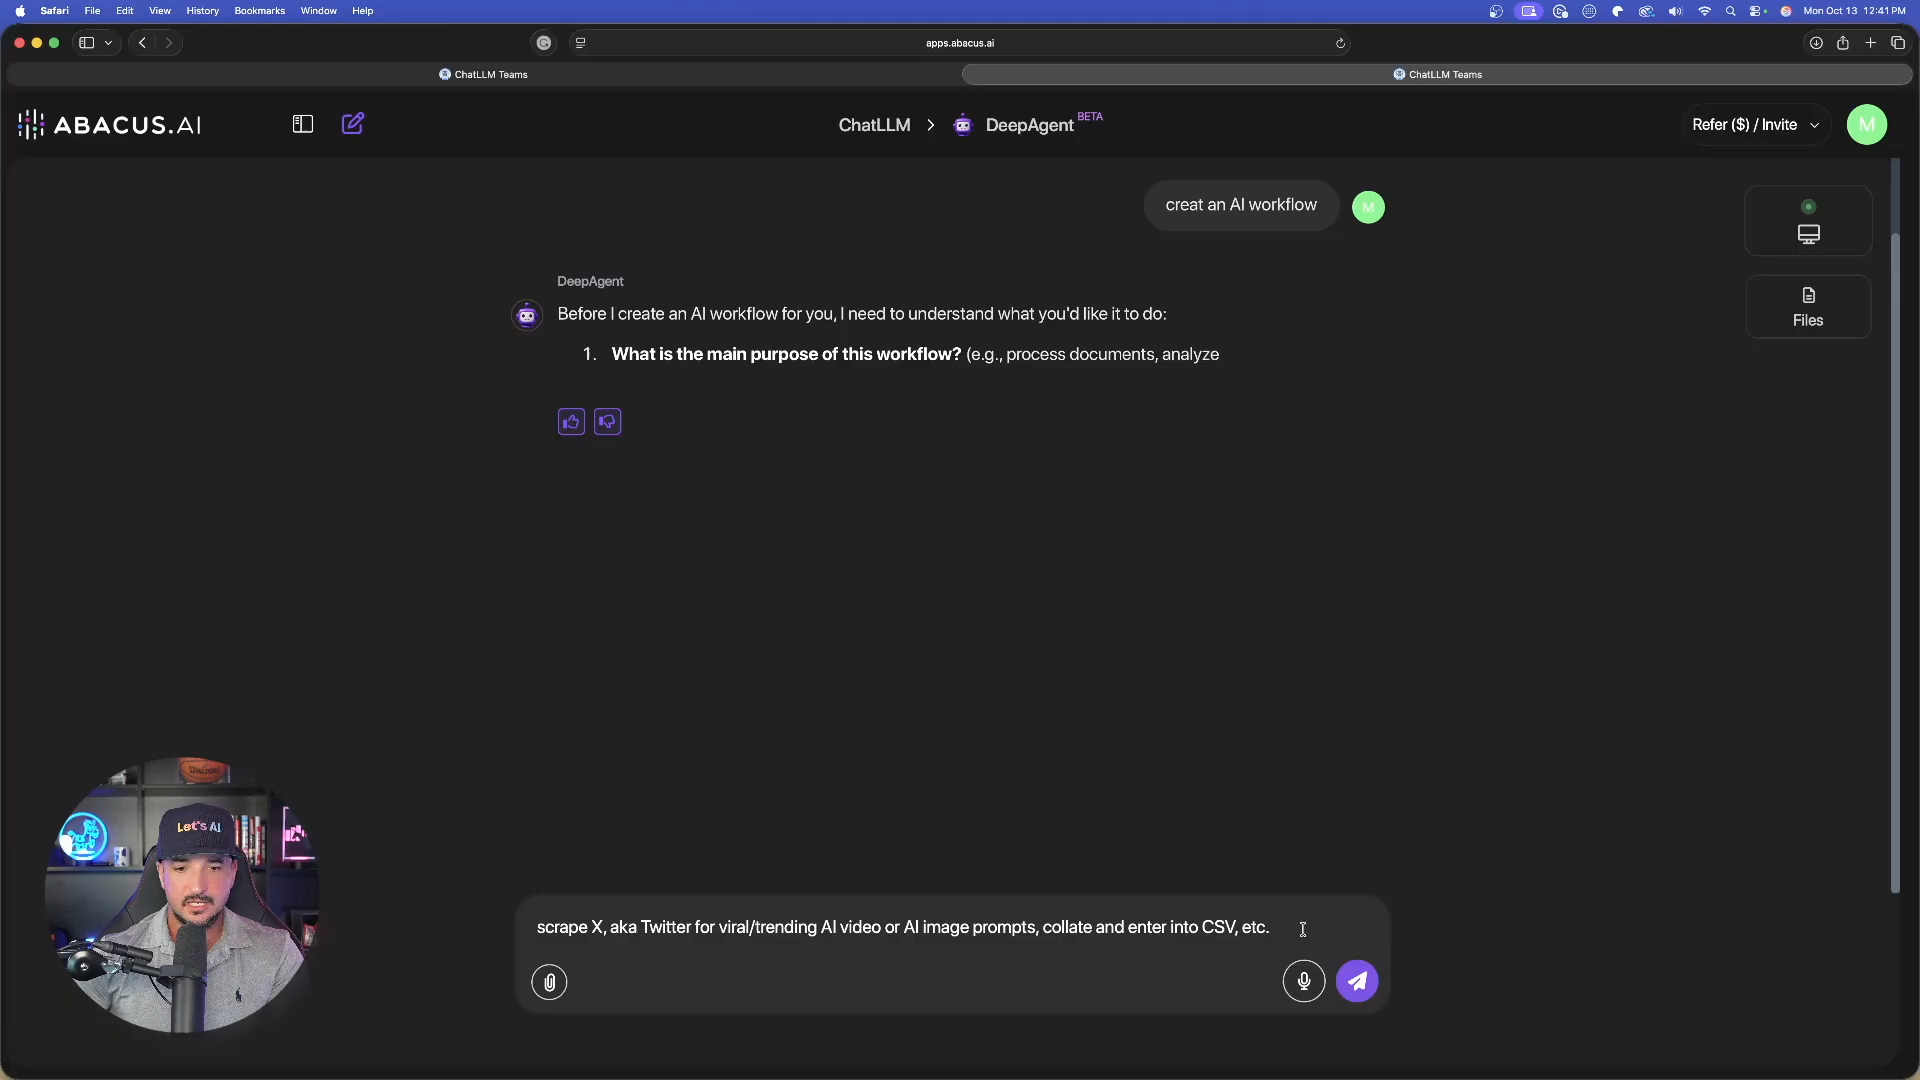 Safari File Edit View History Bookmarks Window Help Mon Oct 13 12:41 PM
apps.abacus.ai
ChatLLM Teams ChatLLM Teams
ABACUS.AI ChatLLM > DeepAgent BETA Refer ($) / Invite M
creat an AI workflow M
DeepAgent
Before I create an AI workflow for you, I need to understand what you'd like it to do:
1. What is the main purpose of this workflow? (e.g., process documents, analyze
Files
SPALDING
Let's AI
scrape X, aka Twitter for viral/trending AI video or AI image prompts, collate and enter into CSV, etc.